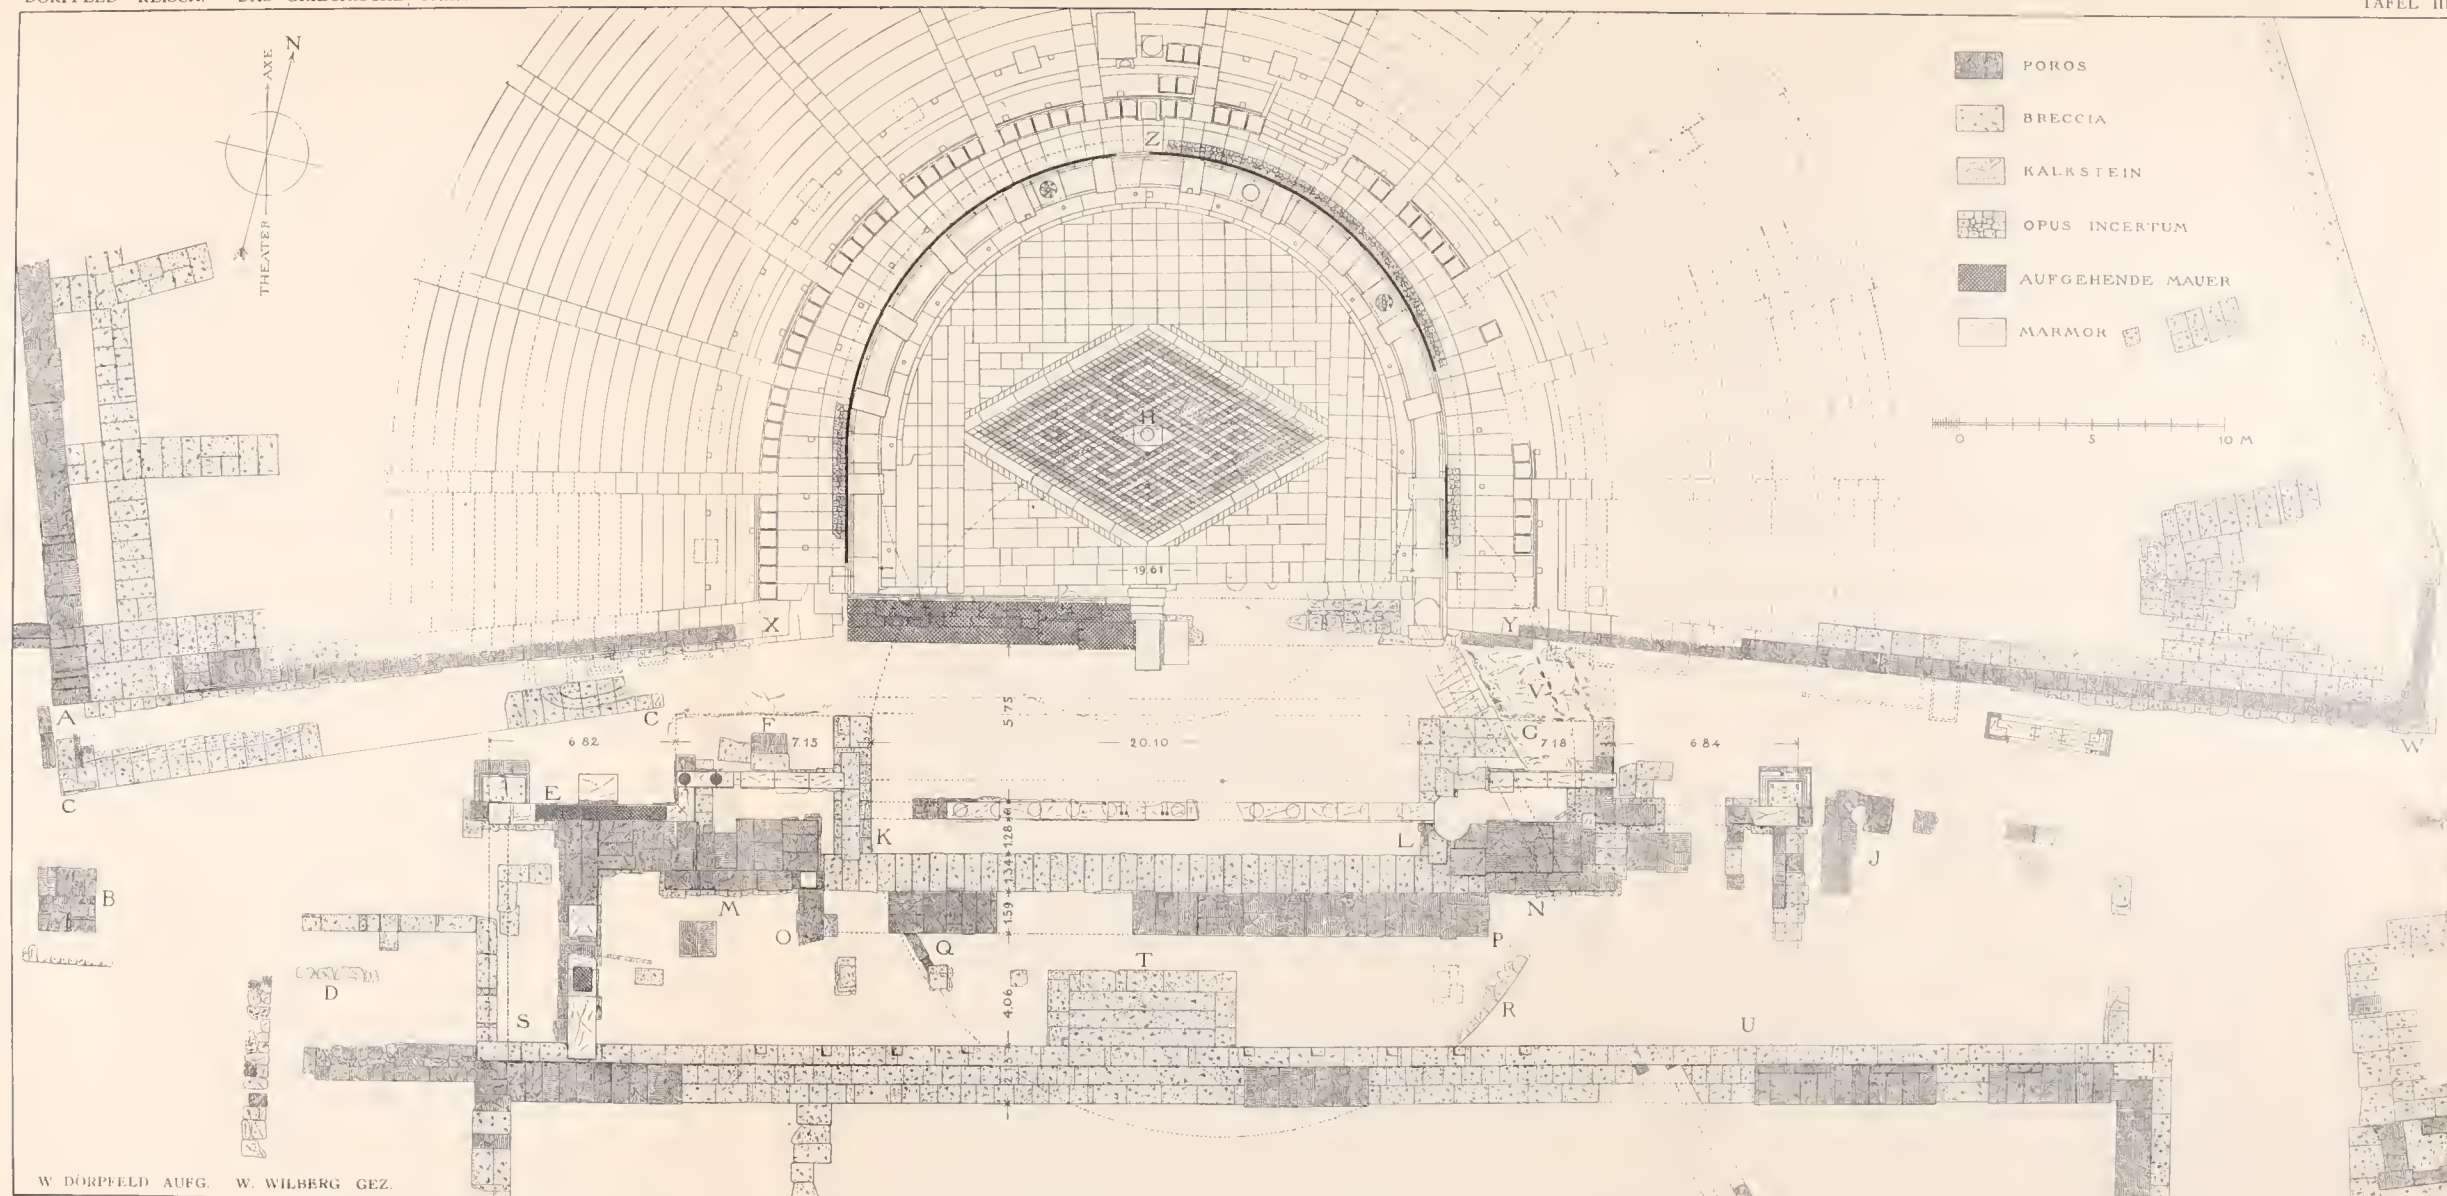 TAFEL III
N
THEATER AXE
POROS
BRECCIA
KALKSTEIN
OPUS INCERTUM
AUFGEHENDE MAUER
MARMOR
0 5 10 M
Z
H
19.61
X
Y
A
C
C
F
V
G
W
6 82
7.15
5.75
20.10
7 18
6 84
E
K
L
J
B
M
N
O
Q
P
T
D
S
R
U
1.28
1.34
1.59
4.06
W DÖRPFELD AUFG. W. WILBERG GEZ.